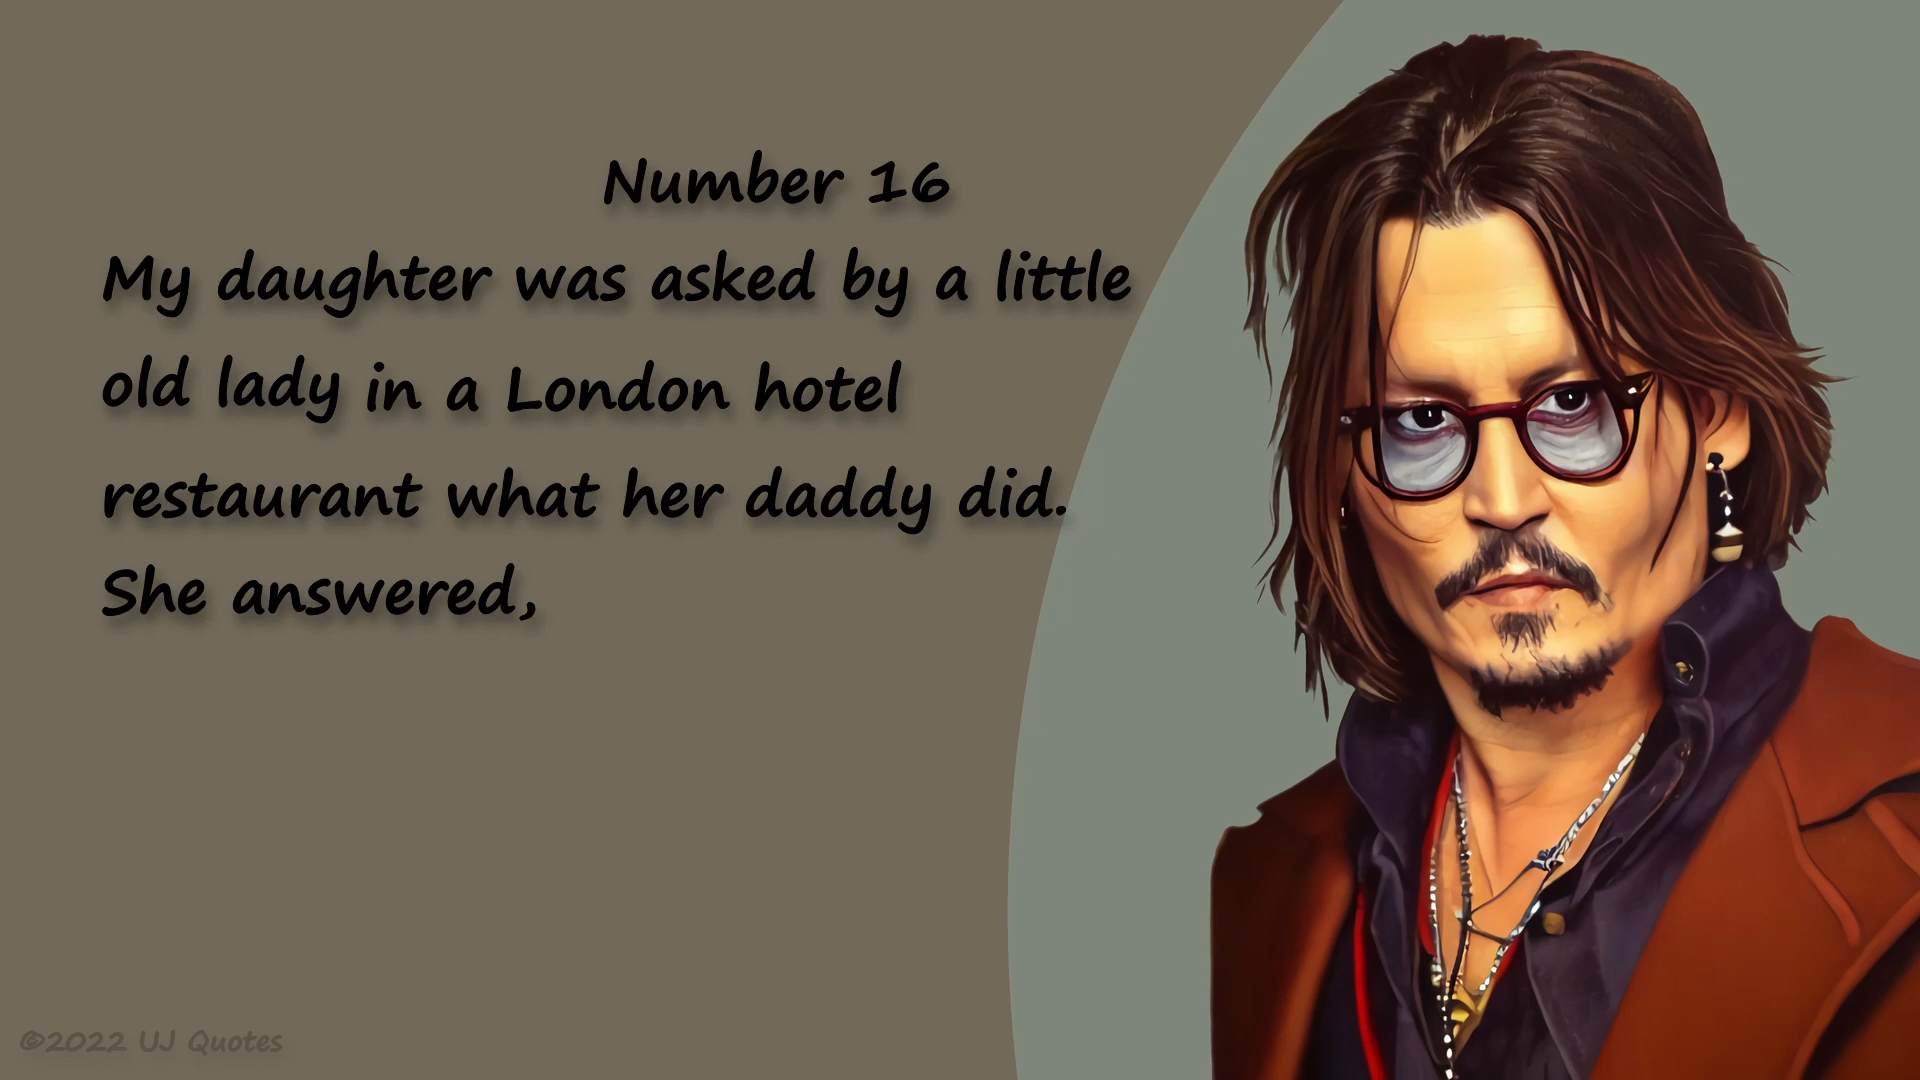 Number 16
My daughter was asked by a little
old lady in a London hotel
restaurant what her daddy did.
She answered,
©2022 UJ Quotes